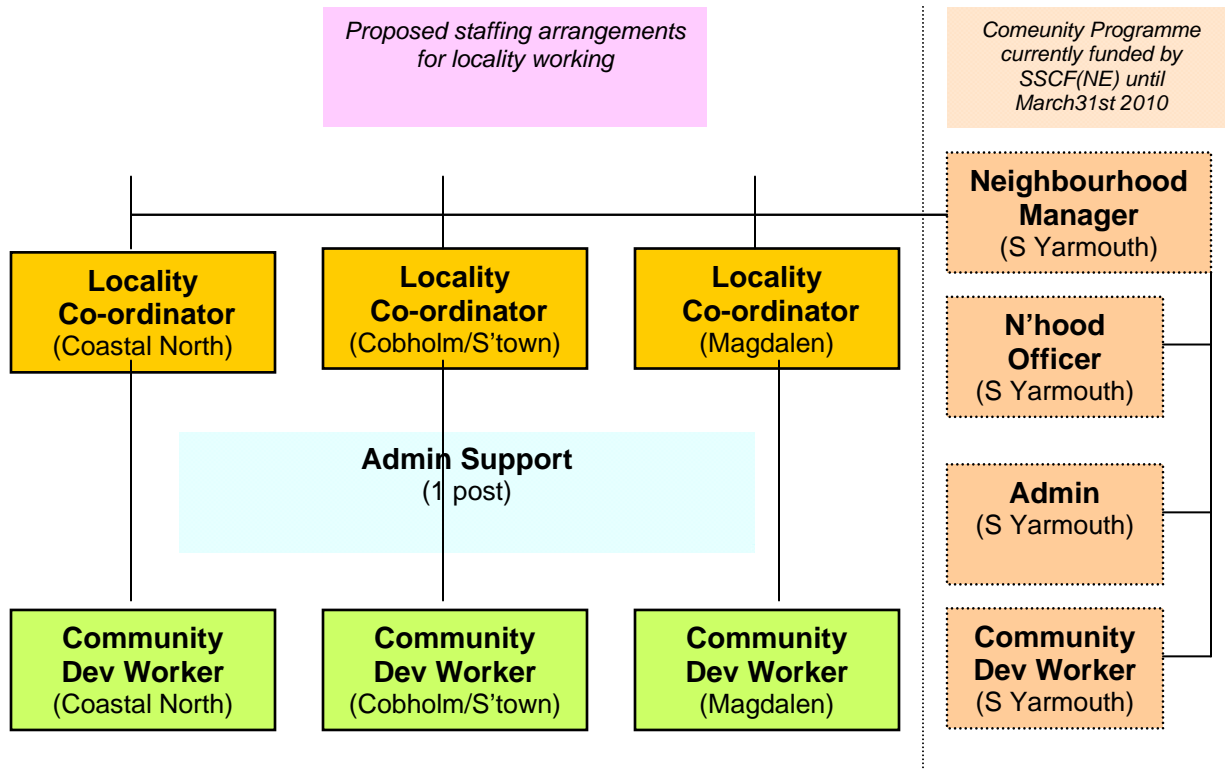 Proposed staffing arrangements
for locality working
Comeunity Programme
currently funded by
SSCF(NE) until
March31st 2010
Neighbourhood
Manager
(S Yarmouth)
Locality
Co-ordinator
(Coastal North)
Locality
Co-ordinator
(Cobholm/S'town)
Locality
Co-ordinator
(Magdalen)
N'hood
Officer
(S Yarmouth)
Admin Support
(1 post)
Admin
(S Yarmouth)
Community
Dev Worker
(Coastal North)
Community
Dev Worker
(Cobholm/S'town)
Community
Dev Worker
(Magdalen)
Community
Dev Worker
(S Yarmouth)